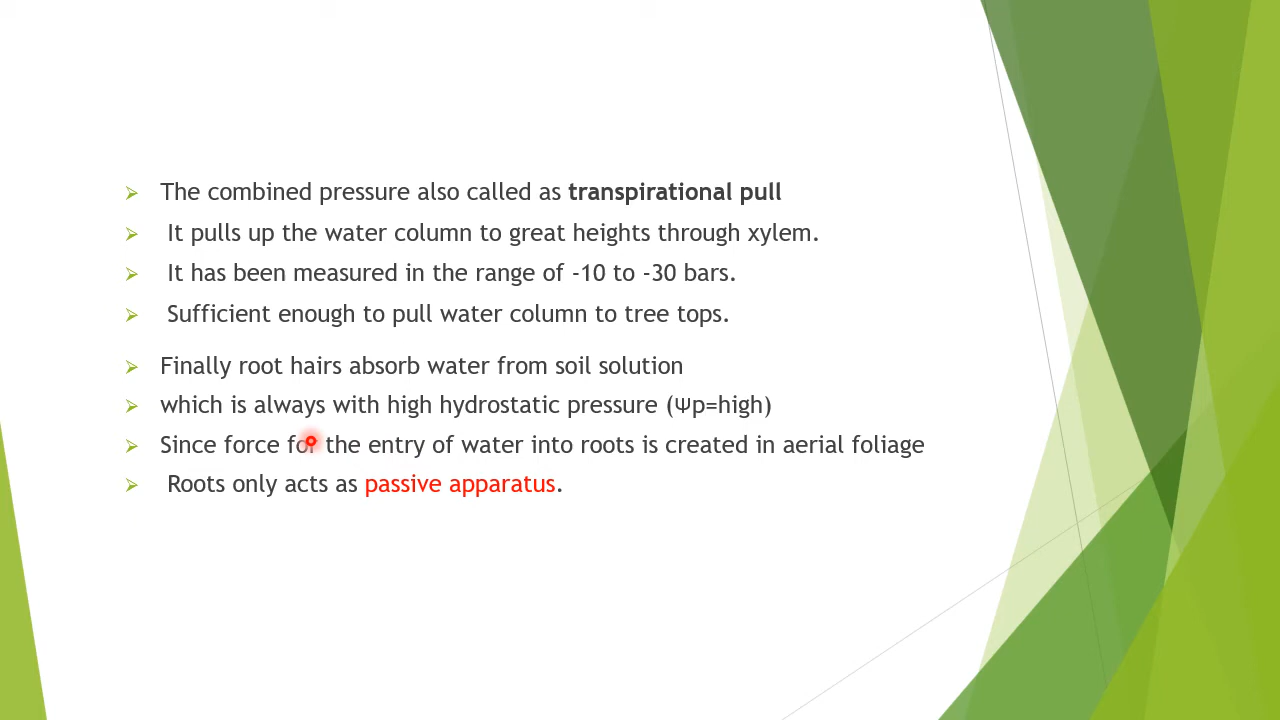 The combined pressure also called as transpirational pull
It pulls up the water column to great heights through xylem.
It has been measured in the range of -10 to -30 bars.
Sufficient enough to pull water column to tree tops.
Finally root hairs absorb water from soil solution
which is always with high hydrostatic pressure (Ψp=high)
Since force for the entry of water into roots is created in aerial foliage
Roots only acts as passive apparatus.